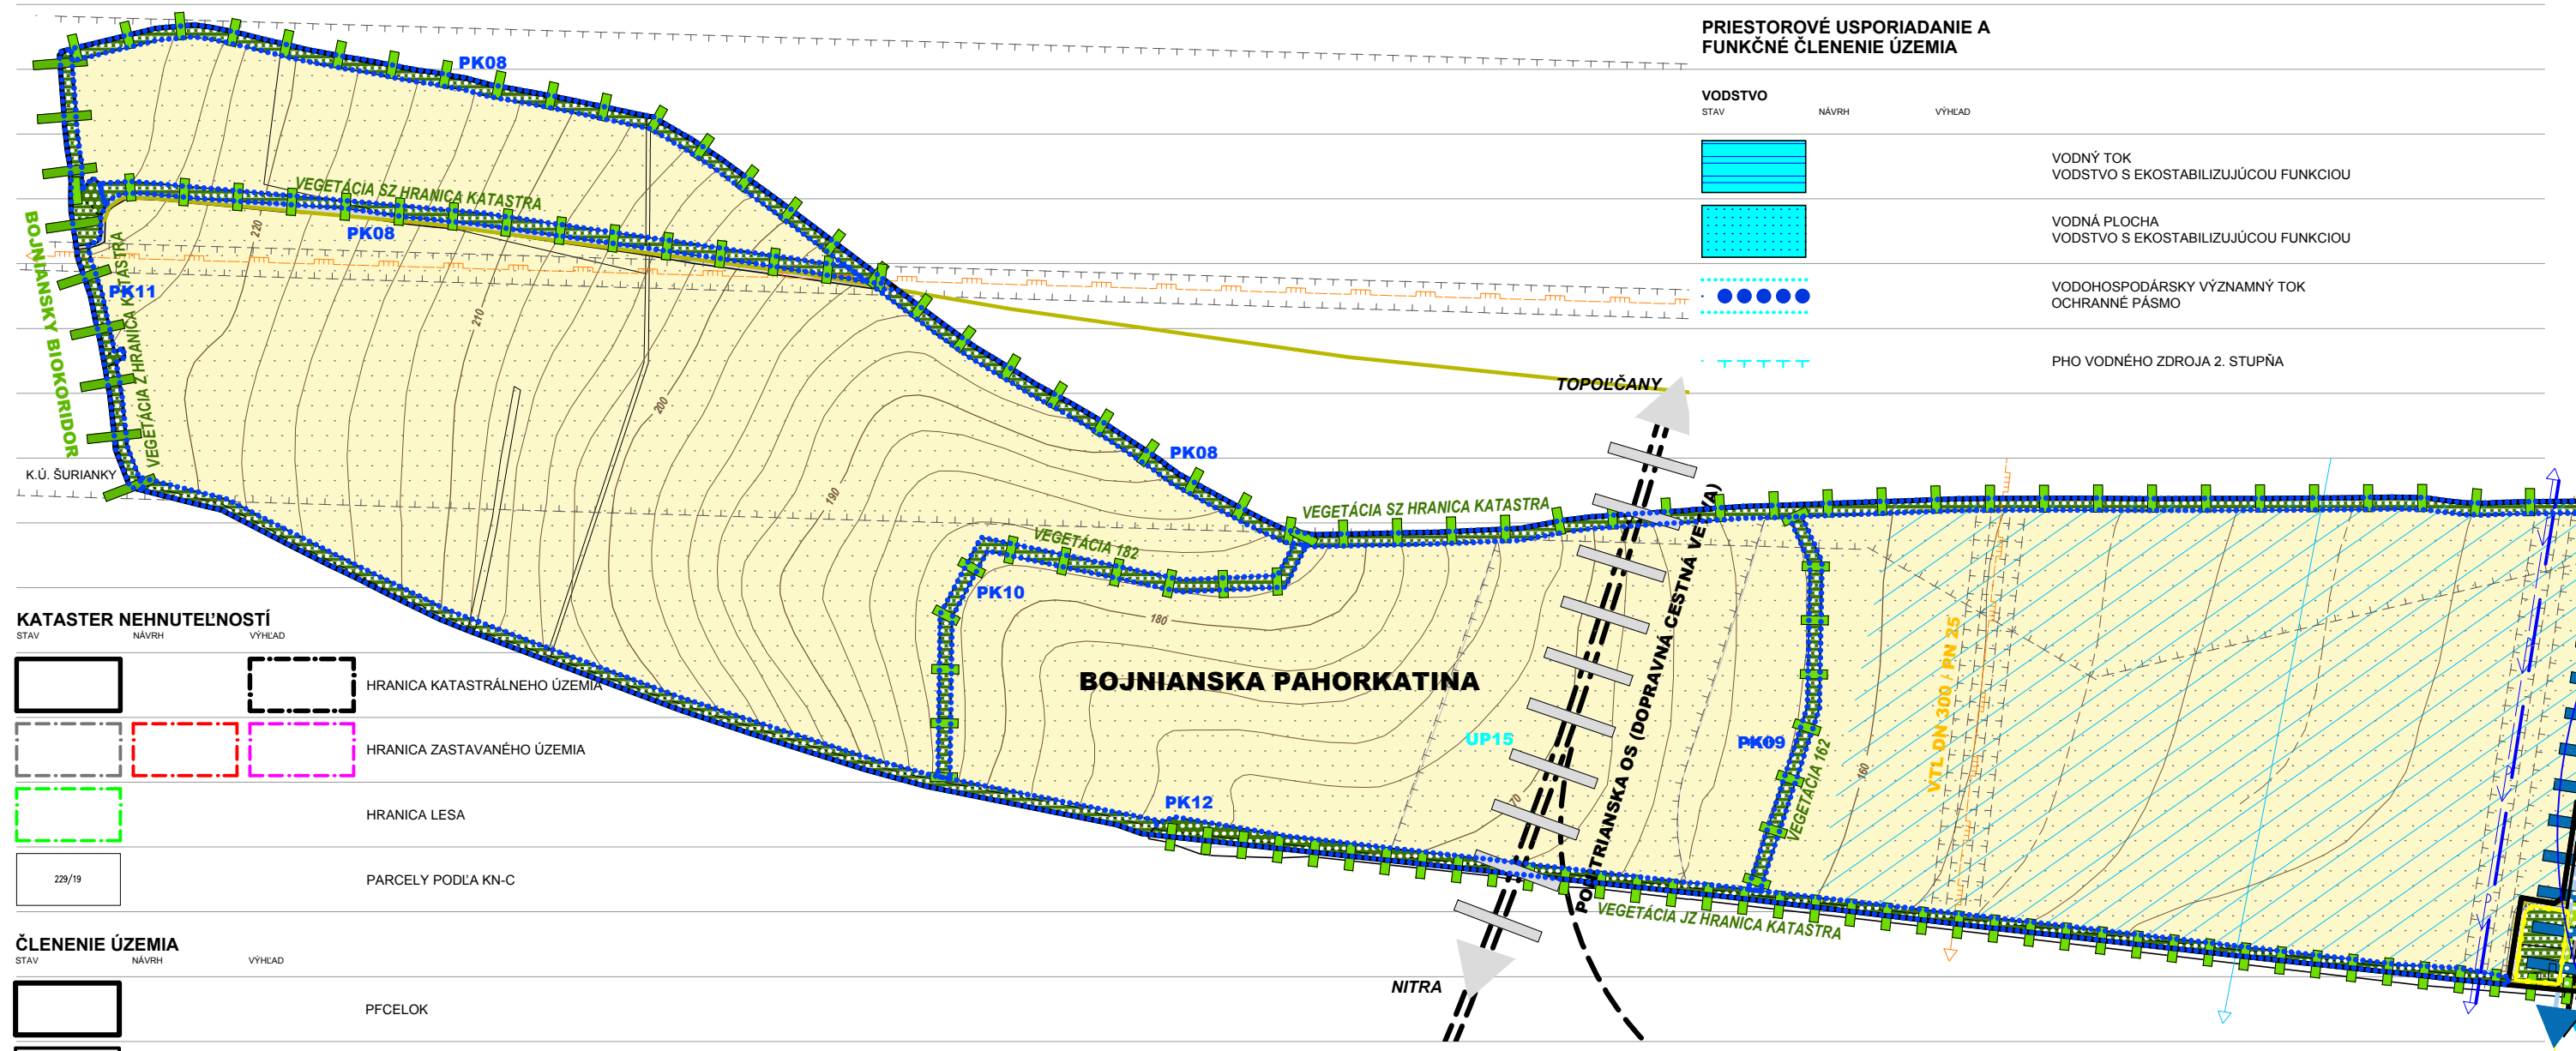 PRIESTOROVÉ USPORIADANIE A
FUNKČNÉ ČLENENIE ÚZEMIA
VODSTVO
STAV NÁVRH VÝHĽAD
VODNÝ TOK
VODSTVO S EKOSTABILIZUJÚCOU FUNKCIOU
VODNÁ PLOCHA
VODSTVO S EKOSTABILIZUJÚCOU FUNKCIOU
VODOHOSPODÁRSKY VÝZNAMNÝ TOK
OCHRANNÉ PÁSMO
PHO VODNÉHO ZDROJA 2. STUPŇA
PK08
VEGETÁCIA SZ HRANICA KATASTRA
PK08
220
210
200
190
180
160
BOJNIANSKY BIOKORIDOR
PK11
VEGETÁCIA Z HRANICA KATASTRA
K.Ú. ŠURIANKY
TOPOĽČANY
PK08
VEGETÁCIA SZ HRANICA KATASTRA
VEGETÁCIA 182
PK10
BOJNIANSKA PAHORKATINA
UP15
PONITRIANSKA OS (DOPRAVNÁ CESTNÁ VETVA)
PK09
VEGETÁCIA 162
VTL DN 300 / PN 25
PK12
VEGETÁCIA JZ HRANICA KATASTRA
NITRA
KATASTER NEHNUTEĽNOSTÍ
STAV NÁVRH VÝHĽAD
HRANICA KATASTRÁLNEHO ÚZEMIA
HRANICA ZASTAVANÉHO ÚZEMIA
HRANICA LESA
229/19
PARCELY PODĽA KN-C
ČLENENIE ÚZEMIA
STAV NÁVRH VÝHĽAD
PFCELOK